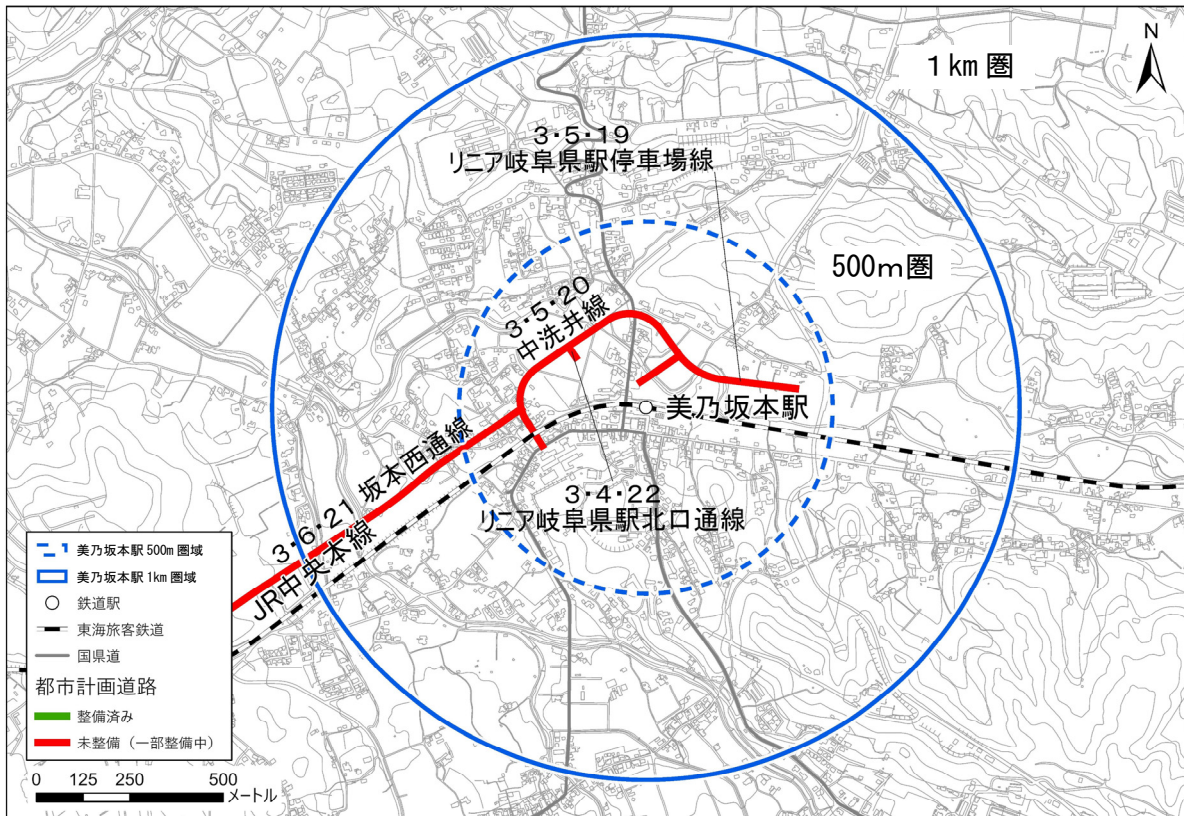 N
1km圏
3・5・19
リニア岐阜県駅停車場線
500m圏
3・5・20
中洗井線
美乃坂本駅
3・6・21 坂本西通線
JR中央本線
3・4・22
リニア岐阜県駅北口通線
美乃坂本駅 500m 圏域
美乃坂本駅 1km 圏域
鉄道駅
東海旅客鉄道
国県道
都市計画道路
整備済み
未整備（一部整備中）
0 125 250 500
メートル